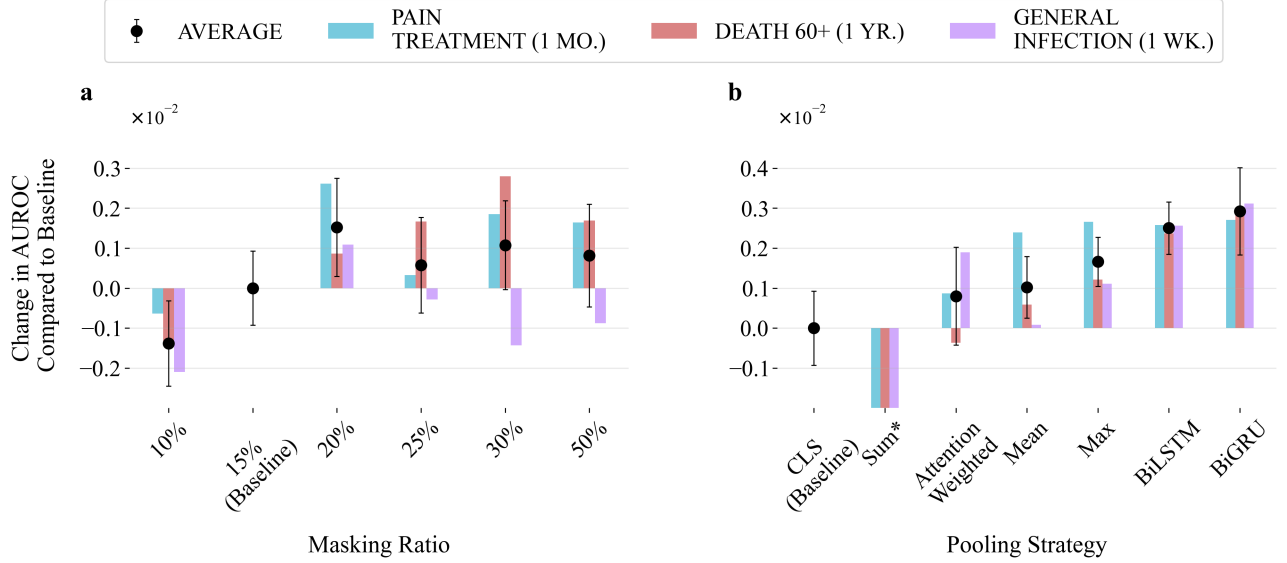 AVERAGE
PAIN
TREATMENT (1 MO.)
DEATH 60+ (1 YR.)
GENERAL
INFECTION (1 WK.)
a
×10⁻²
Change in AUROC
Compared to Baseline
0.3
0.2
0.1
0.0
−0.1
−0.2
10%
15%
(Baseline)
20%
25%
30%
50%
Masking Ratio
b
×10⁻²
0.4
0.3
0.2
0.1
0.0
−0.1
CLS
(Baseline)
Sum*
Attention
Weighted
Mean
Max
BiLSTM
BiGRU
Pooling Strategy